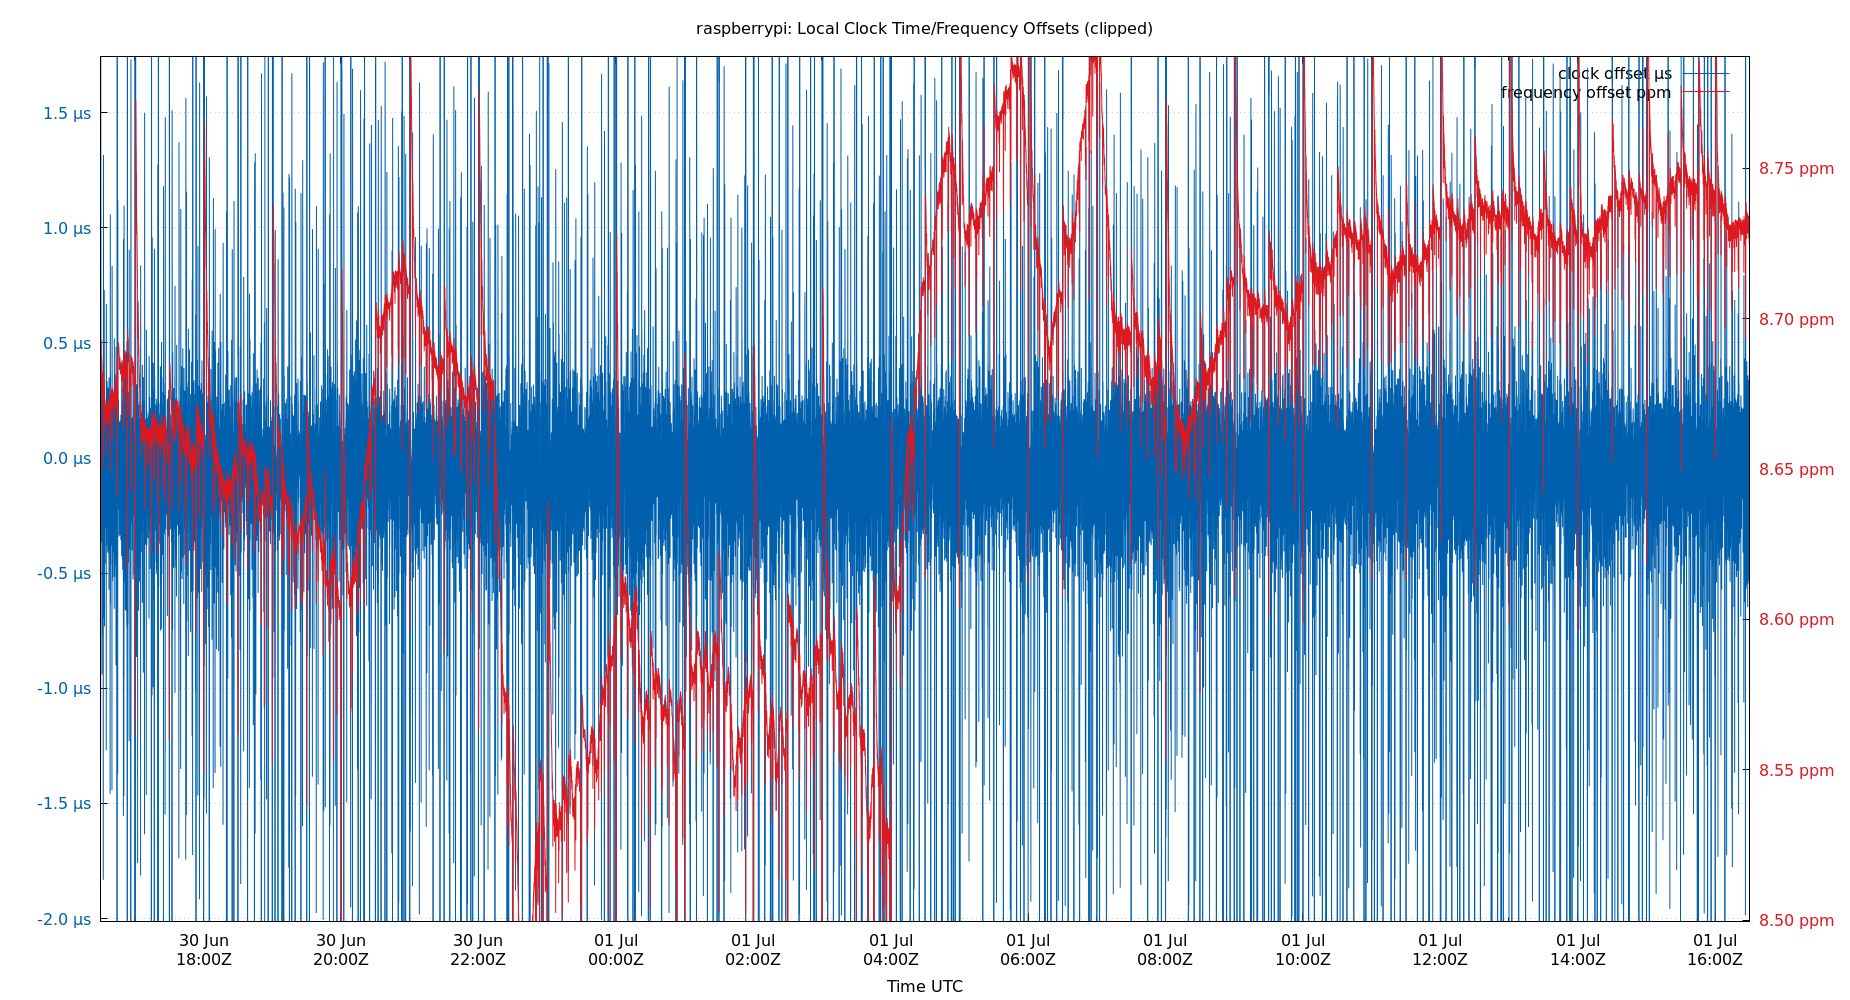 raspberrypi: Local Clock Time/Frequency Offsets (clipped)
clock offset µs
frequency offset ppm
1.5 µs
1.0 µs
0.5 µs
0.0 µs
-0.5 µs
-1.0 µs
-1.5 µs
-2.0 µs
8.75 ppm
8.70 ppm
8.65 ppm
8.60 ppm
8.55 ppm
8.50 ppm
30 Jun 30 Jun 30 Jun 01 Jul 01 Jul 01 Jul 01 Jul 01 Jul 01 Jul 01 Jul 01 Jul 01 Jul
18:00Z 20:00Z 22:00Z 00:00Z 02:00Z 04:00Z 06:00Z 08:00Z 10:00Z 12:00Z 14:00Z 16:00Z
Time UTC